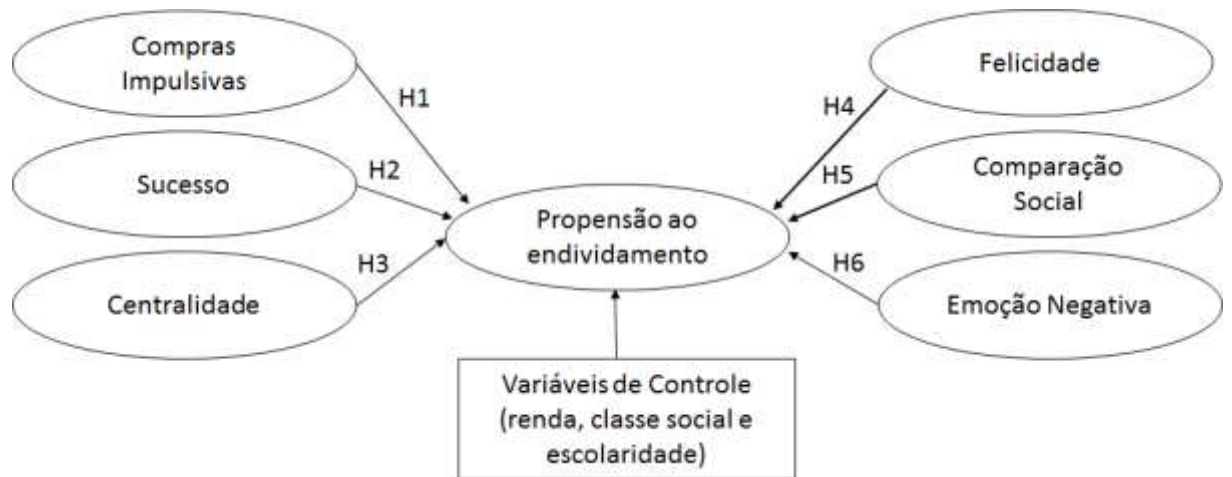 Compras
Impulsivas
H1
Sucesso
H2
Centralidade
H3
Propensão ao
endividamento
Felicidade
H4
Comparação
Social
H5
Emoção Negativa
H6
Variáveis de Controle
(renda, classe social e
escolaridade)